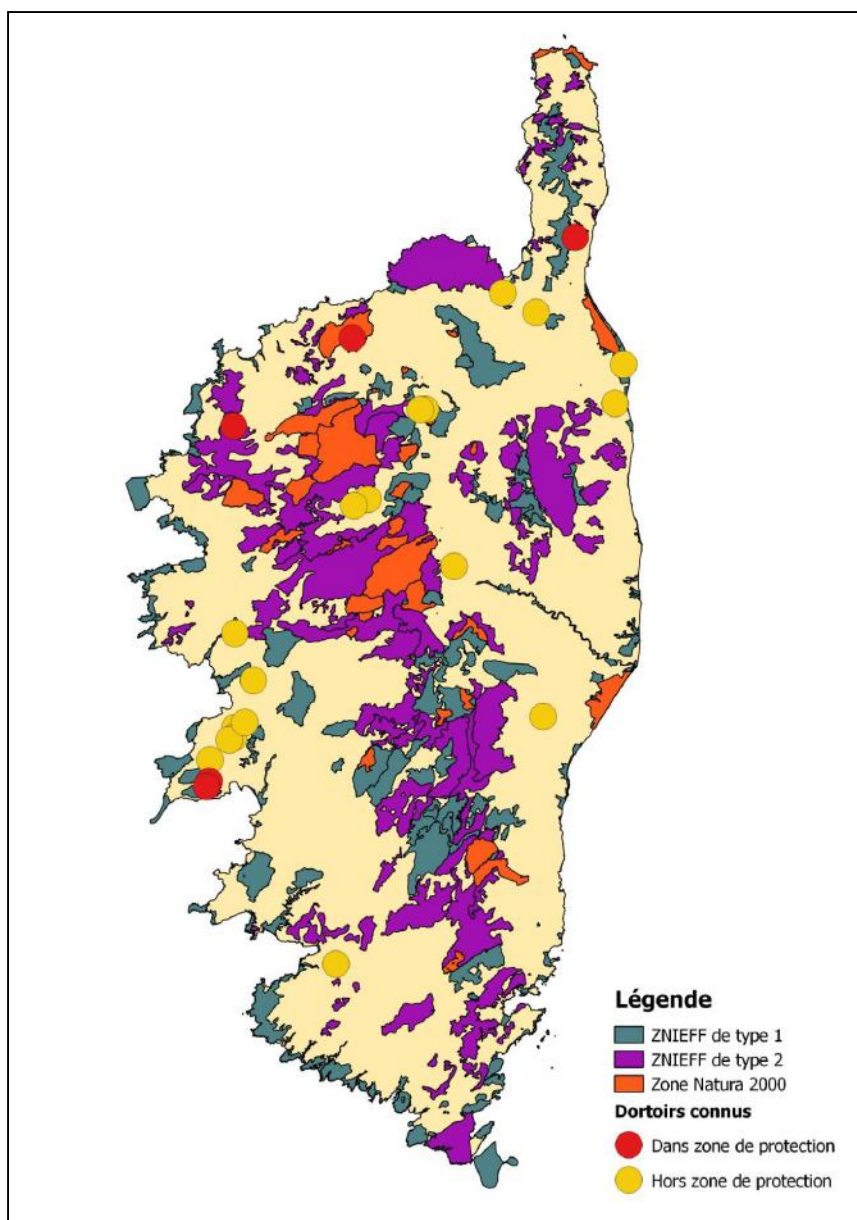 Légende
ZNIEFF de type 1
ZNIEFF de type 2
Zone Natura 2000
Dortoirs connus
Dans zone de protection
Hors zone de protection